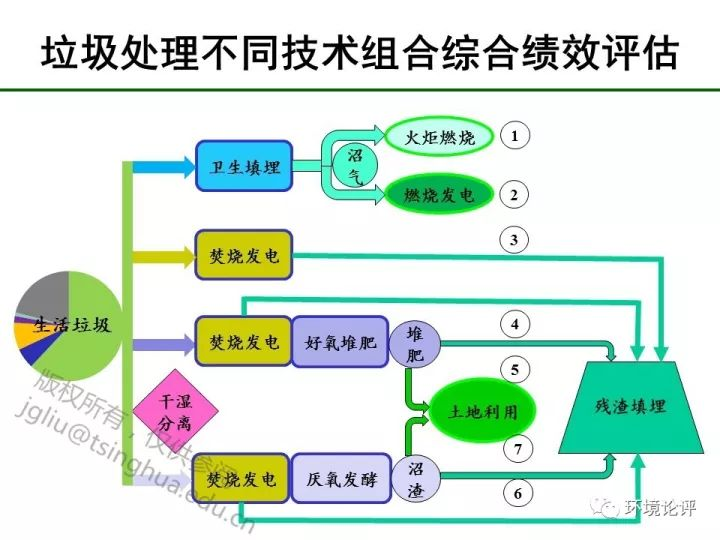 垃圾处理不同技术组合综合绩效评估
火炬燃烧
1
卫生填埋
沼
气
燃烧发电
2
3
焚烧发电
生活垃圾
焚烧发电
好氧堆肥
堆
肥
4
5
干湿
分离
土地利用
残渣填埋
7
焚烧发电
厌氧发酵
沼
渣
6
版权所有，仅供参阅
jgliu@tsinghua.edu.cn
环境论评